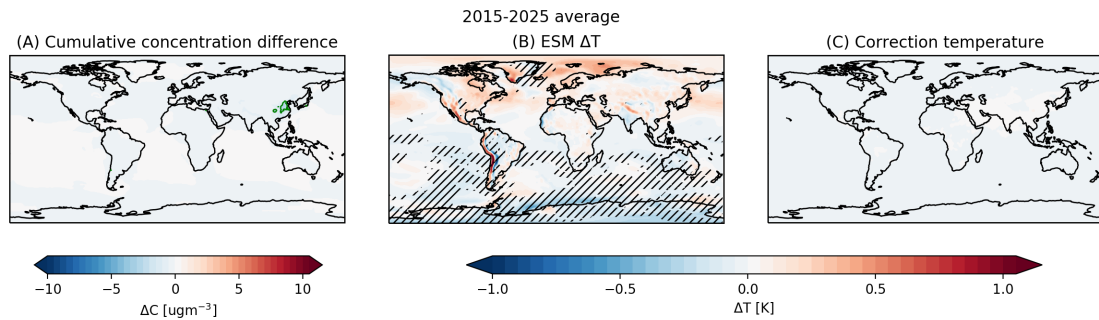 2015-2025 average
(A) Cumulative concentration difference
(B) ESM ΔT
(C) Correction temperature
−10 −5 0 5 10
ΔC [ugm⁻³]
−1.0 −0.5 0.0 0.5 1.0
ΔT [K]